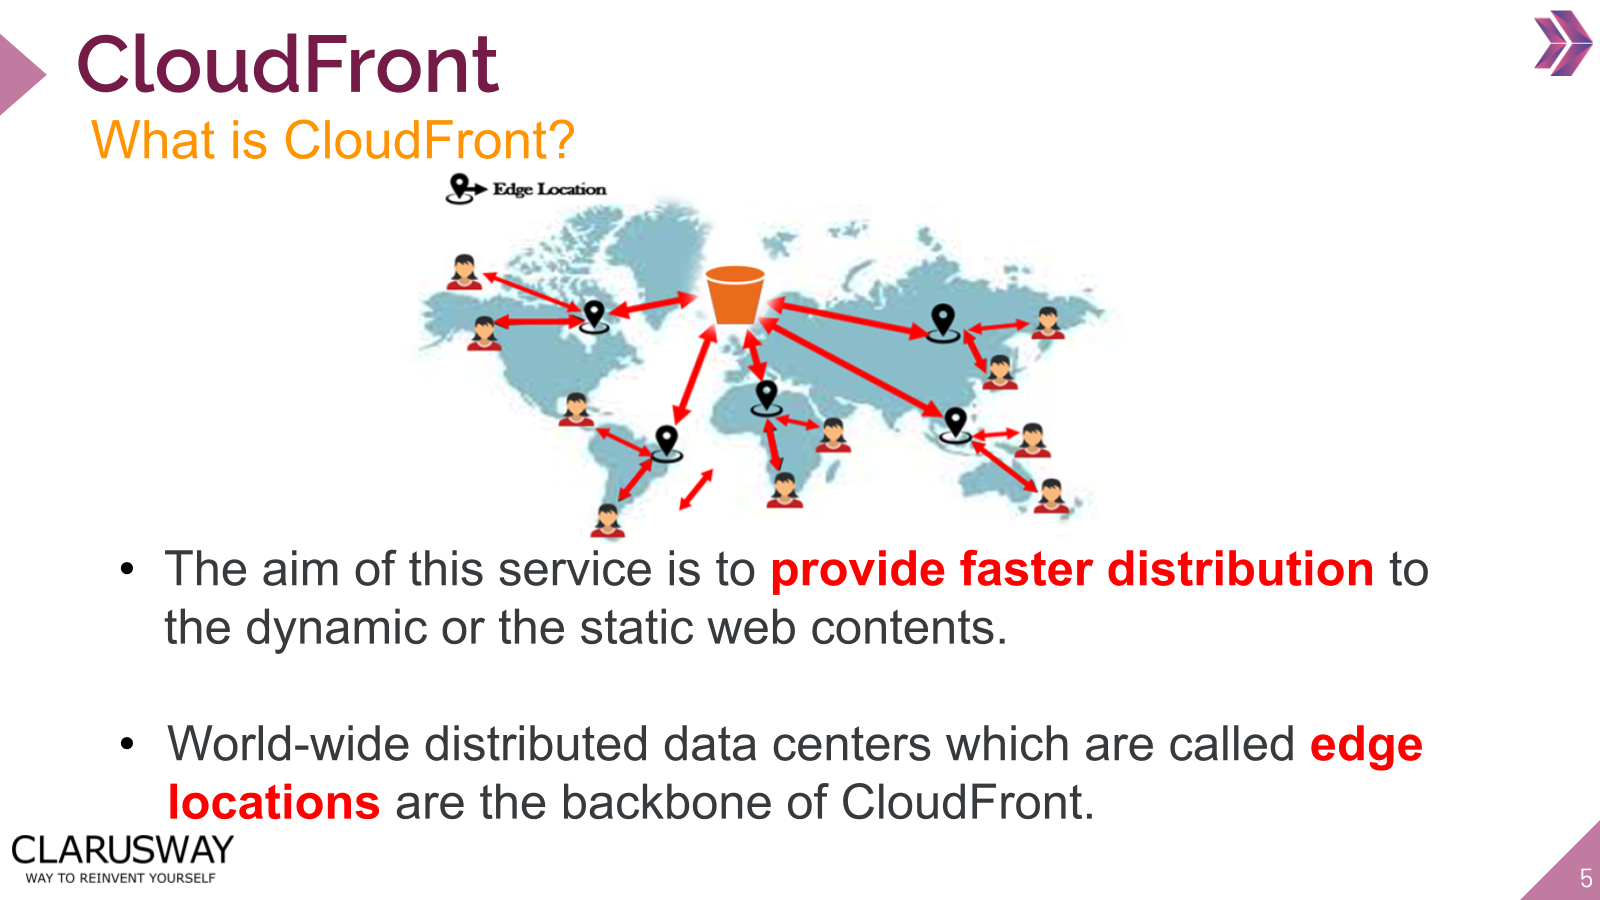 CloudFront
What is CloudFront?
Edge Location
• The aim of this service is to provide faster distribution to
the dynamic or the static web contents.
• World-wide distributed data centers which are called edge
locations are the backbone of CloudFront.
CLARUSWAY
WAY TO REINVENT YOURSELF
5